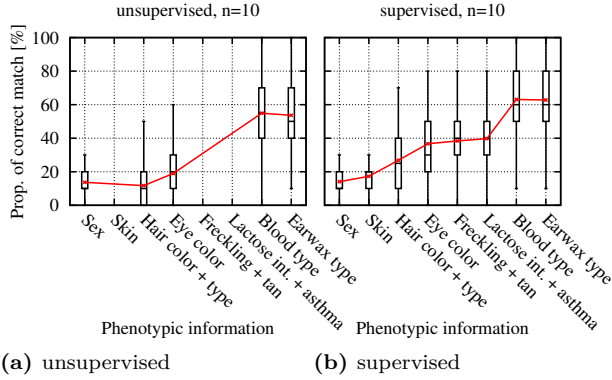 unsupervised, n=10
supervised, n=10
Prop. of correct match [%]
100
80
60
40
20
0
Sex
Skin
Hair color + type
Eye color
Freckling + tan
Lactose int. + asthma
Blood type
Earwax type
Sex
Skin
Hair color + type
Eye color
Freckling + tan
Lactose int. + asthma
Blood type
Earwax type
Phenotypic information
Phenotypic information
(a) unsupervised
(b) supervised